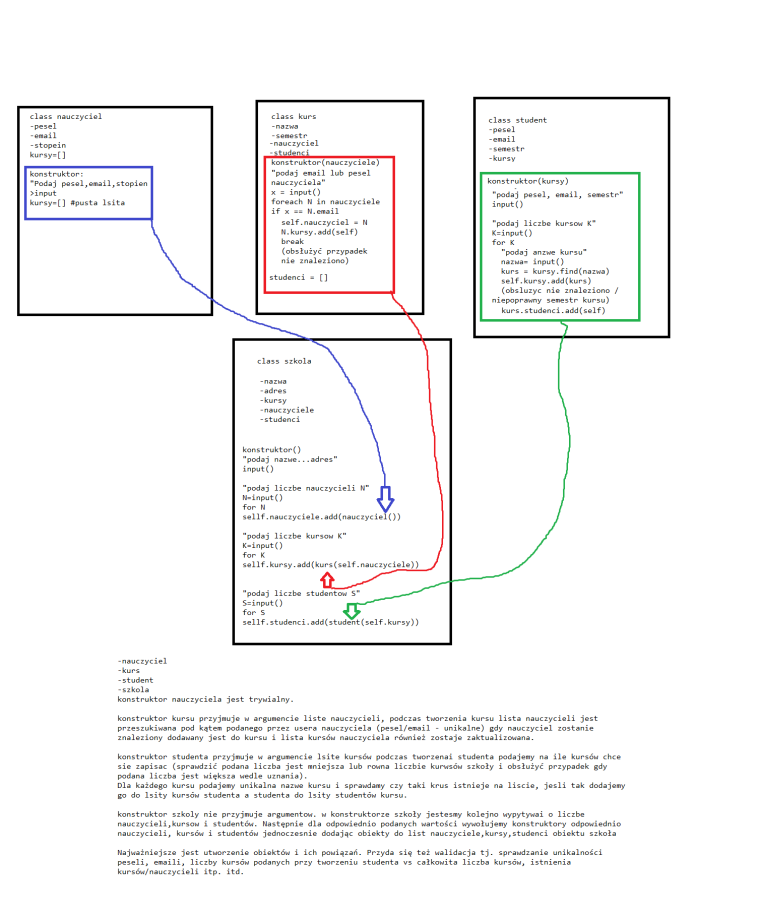 class nauczyciel
-pesel
-email
-stopein
kursy=[]
konstruktor:
"Podaj pesel,email,stopien
>input
kursy=[] #pusta lsita
class kurs
-nazwa
-semestr
-nauczyciel
-studenci
konstruktor(nauczyciele)
"podaj email lub pesel
nauczyciela"
x = input()
foreach N in nauczyciele
if x == N.email
self.nauczyciel = N
N.kursy.add(self)
break
(obsłużyć przypadek
nie znaleziono)
studenci = []
class student
-pesel
-email
-semestr
-kursy
konstruktor(kursy)
"podaj pesel, email, semestr"
input()
"podaj liczbe kursow K"
K=input()
for K
"podaj anzwe kursu"
nazwa= input()
kurs = kursy.find(nazwa)
self.kursy.add(kurs)
(obsluzyc nie znaleziono /
niepoprawny semestr kursu)
kurs.studenci.add(self)
class szkola
-nazwa
-adres
-kursy
-nauczyciele
-studenci
konstruktor()
"podaj nazwe...adres"
input()
"podaj liczbe nauczycieli N"
N=input()
for N
sellf.nauczyciele.add(nauczyciel())
"podaj liczbe kursow K"
K=input()
for K
sellf.kursy.add(kurs(self.nauczyciele))
"podaj liczbe studentow S"
S=input()
for S
sellf.studenci.add(student(self.kursy))
-nauczyciel
-kurs
-student
-szkola
konstruktor nauczyciela jest trywialny.
konstruktor kursu przyjmuje w argumencie liste nauczycieli, podczas tworzenia kursu lista nauczycieli jest
przeszukiwana pod kątem podanego przez usera nauczyciela (pesel/email - unikalne) gdy nauczyciel zostanie
znaleziony dodawany jest do kursu i lista kursów nauczyciela również zostaje zaktualizowana.
konstruktor studenta przyjmuje w argumencie lsite kursów podczas tworzenai studenta podajemy na ile kursów chce
sie zapisac (sprawdzić podana liczba jest mniejsza lub rowna liczbie kurwsów szkoły i obsłużyć przypadek gdy
podana liczba jest większa wedle uznania).
Dla każdego kursu podajemy unikalna nazwe kursu i sprawdamy czy taki krus istnieje na liscie, jesli tak dodajemy
go do lsity kursów studenta a studenta do lsity studentów kursu.
konstruktor szkoly nie przyjmuje argumentow. w konstruktorze szkoły jestesmy kolejno wypytywai o liczbe
nauczycieli,kursow i studentów. Następnie dla odpowiednio podanych wartości wywołujemy konstruktory odpowiednio
nauczycieli, kursów i studentów jednoczesnie dodając obiekty do list nauczyciele,kursy,studenci obiektu szkoła
Najważniejsze jest utworzenie obiektów i ich powiązań. Przyda się też walidacja tj. sprawdzanie unikalności
peseli, emaili, liczby kursów podanych przy tworzeniu studenta vs całkowita liczba kursów, istnienia
kursów/nauczycieli itp. itd.